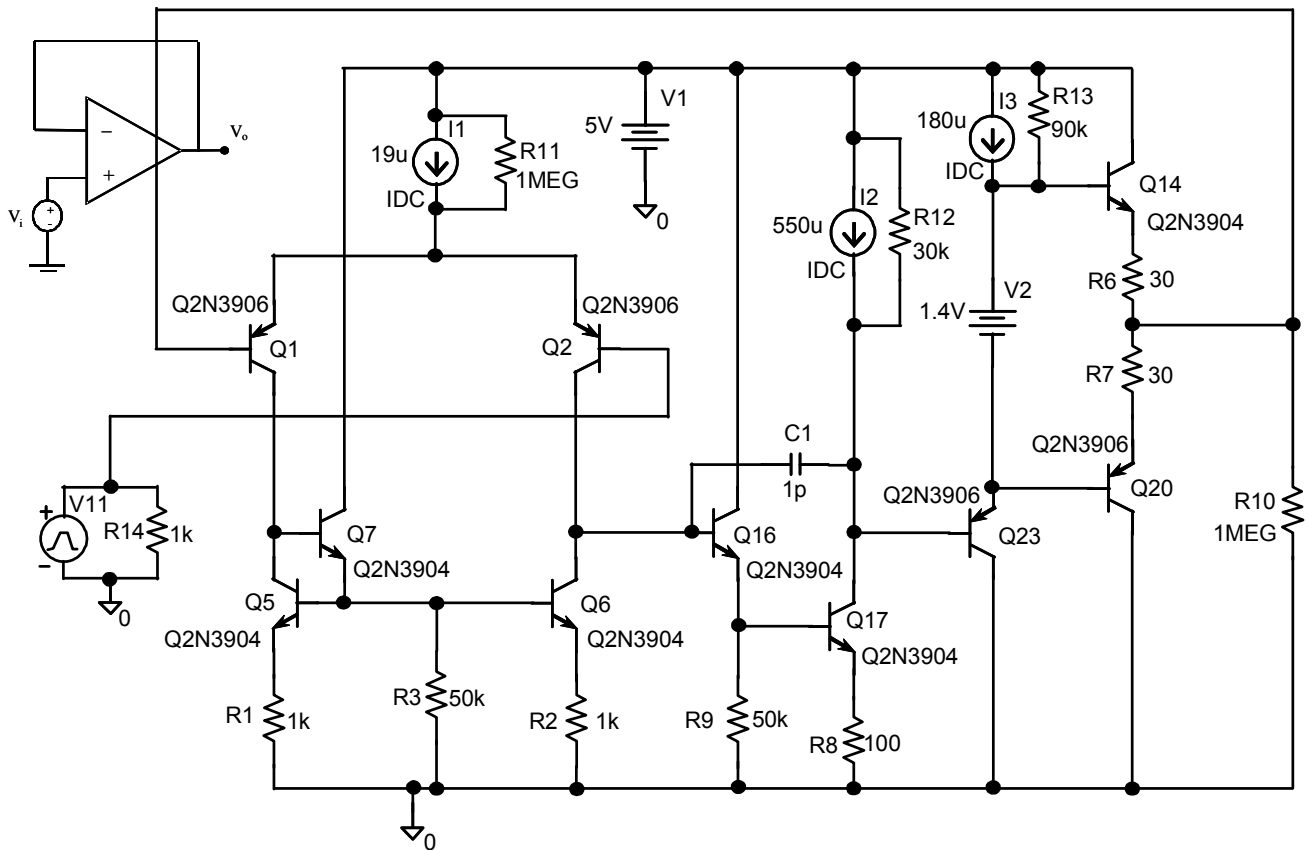 Vo
Vi
−
+
+
-
I1
19u
IDC
R11
1MEG
V1
5V
0
I2
550u
IDC
R12
30k
I3
180u
IDC
R13
90k
Q14
Q2N3904
R6
30
V2
1.4V
R7
30
Q2N3906
Q1
Q2N3906
Q2
C1
1p
V11
+
-
R14
1k
0
Q7
Q2N3904
Q5
Q2N3904
Q6
Q2N3904
Q16
Q2N3904
Q17
Q2N3904
Q2N3906
Q23
Q2N3906
Q20
R10
1MEG
R1
1k
R3
50k
R2
1k
R9
50k
R8
100
0